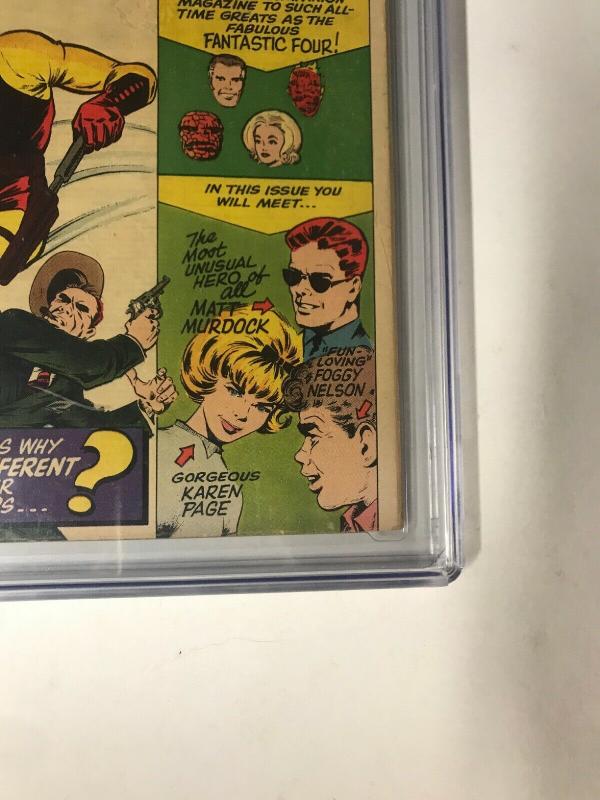 MAGAZINE TO SUCH ALL-
TIME GREATS AS THE
FABULOUS
FANTASTIC FOUR!
IN THIS ISSUE YOU
WILL MEET...
The
Most
UNUSUAL
HERO of
all
MATT
MURDOCK
"FUN-
LOVING"
FOGGY
NELSON
GORGEOUS
KAREN
PAGE
S WHY
FERENT
R
S...
?